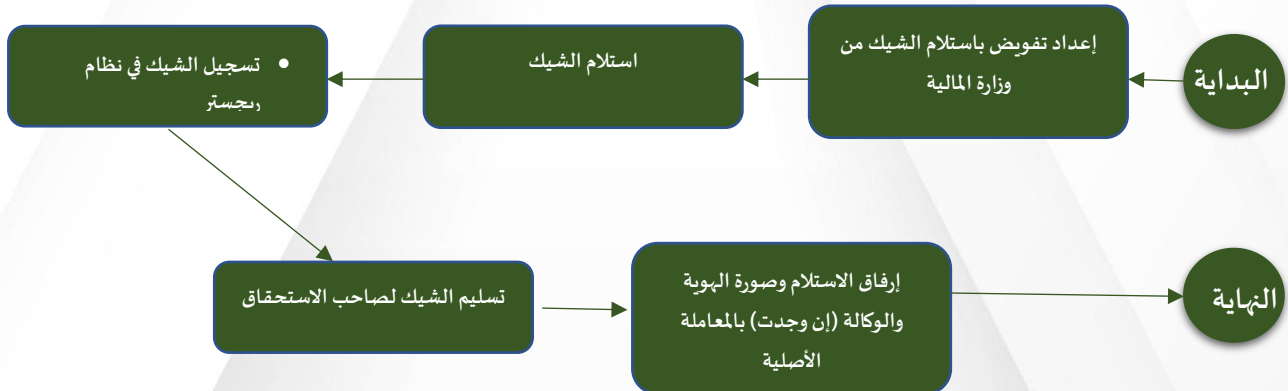 البداية
إعداد تفويض باستلام الشيك من
وزارة المالية
استلام الشيك
• تسجيل الشيك في نظام
ريجستر
تسليم الشيك لصاحب الاستحقاق
إرفاق الاستلام وصورة الهوية
والوكالة (إن وجدت) بالمعاملة
الأصلية
النهاية